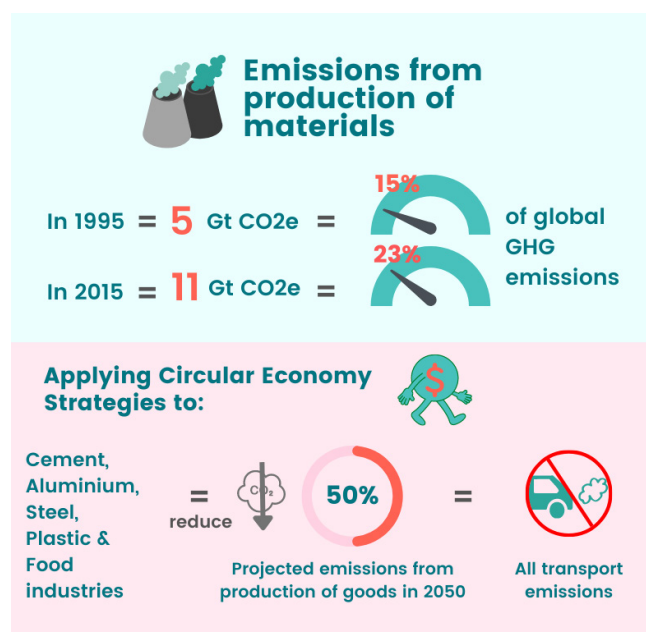 Emissions from
production of
materials
In 1995 = 5 Gt CO2e = 15%
In 2015 = 11 Gt CO2e = 23%
of global
GHG
emissions
Applying Circular Economy
Strategies to:
$
Cement,
Aluminium,
Steel,
Plastic &
Food
industries
=
reduce
CO₂
50%
Projected emissions from
production of goods in 2050
=
All transport
emissions